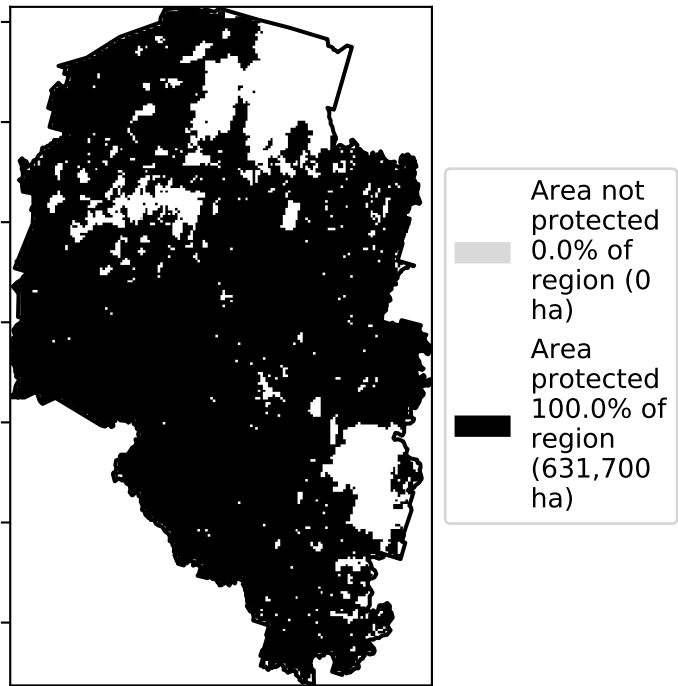 Area not
protected
0.0% of
region (0
ha)
Area
protected
100.0% of
region
(631,700
ha)